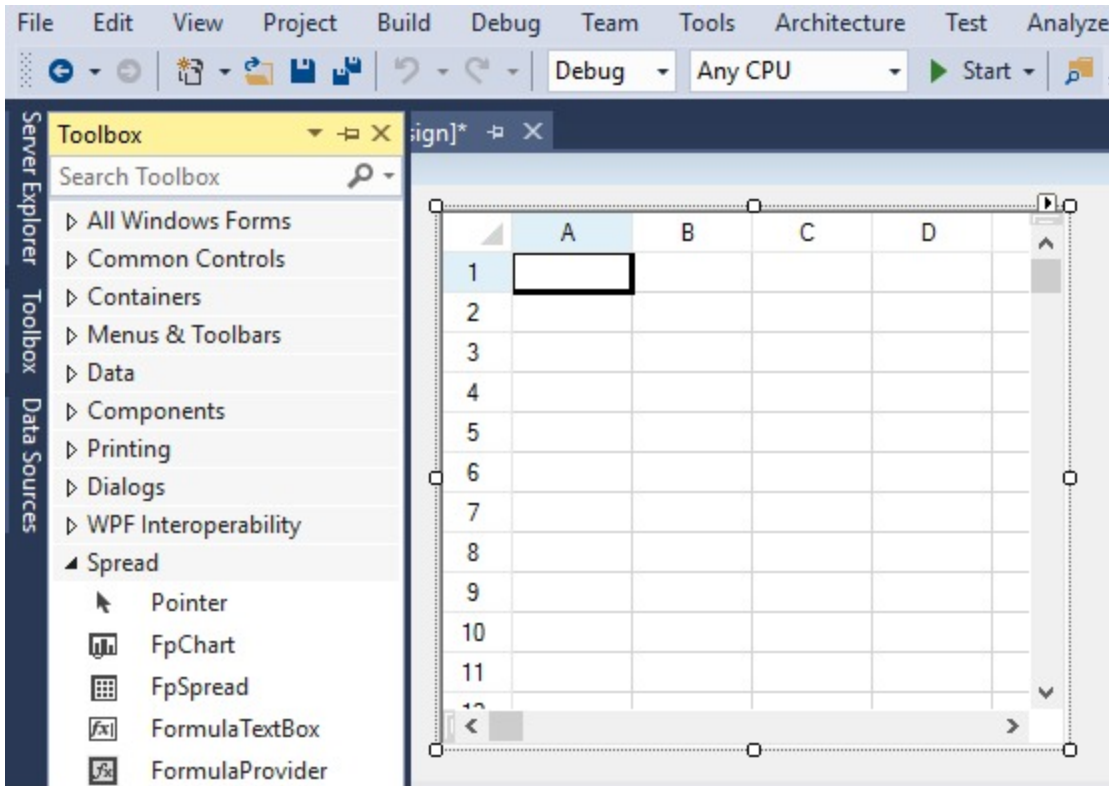 File Edit View Project Build Debug Team Tools Architecture Test Analyze
Debug Any CPU Start
Server Explorer
Toolbox
Data Sources
Toolbox
Search Toolbox
All Windows Forms
Common Controls
Containers
Menus & Toolbars
Data
Components
Printing
Dialogs
WPF Interoperability
Spread
Pointer
FpChart
FpSpread
FormulaTextBox
FormulaProvider
sign]*
A B C D
1
2
3
4
5
6
7
8
9
10
11